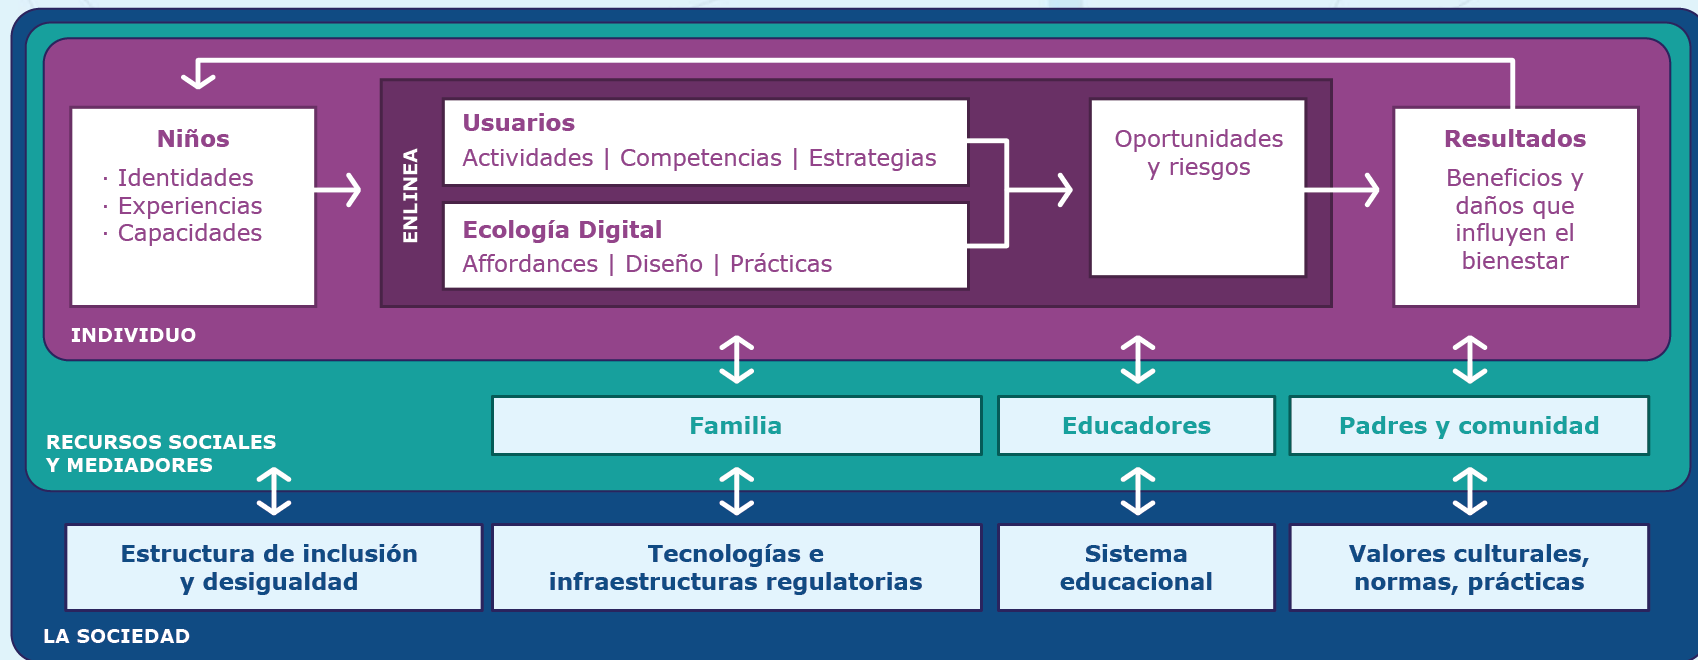 Niños
· Identidades
· Experiencias
· Capacidades
ENLINEA
Usuarios
Actividades | Competencias | Estrategias
Ecología Digital
Affordances | Diseño | Prácticas
Oportunidades
y riesgos
Resultados
Beneficios y
daños que
influyen el
bienestar
INDIVIDUO
Familia
Educadores
Padres y comunidad
RECURSOS SOCIALES
Y MEDIADORES
Estructura de inclusión
y desigualdad
Tecnologías e
infraestructuras regulatorias
Sistema
educacional
Valores culturales,
normas, prácticas
LA SOCIEDAD